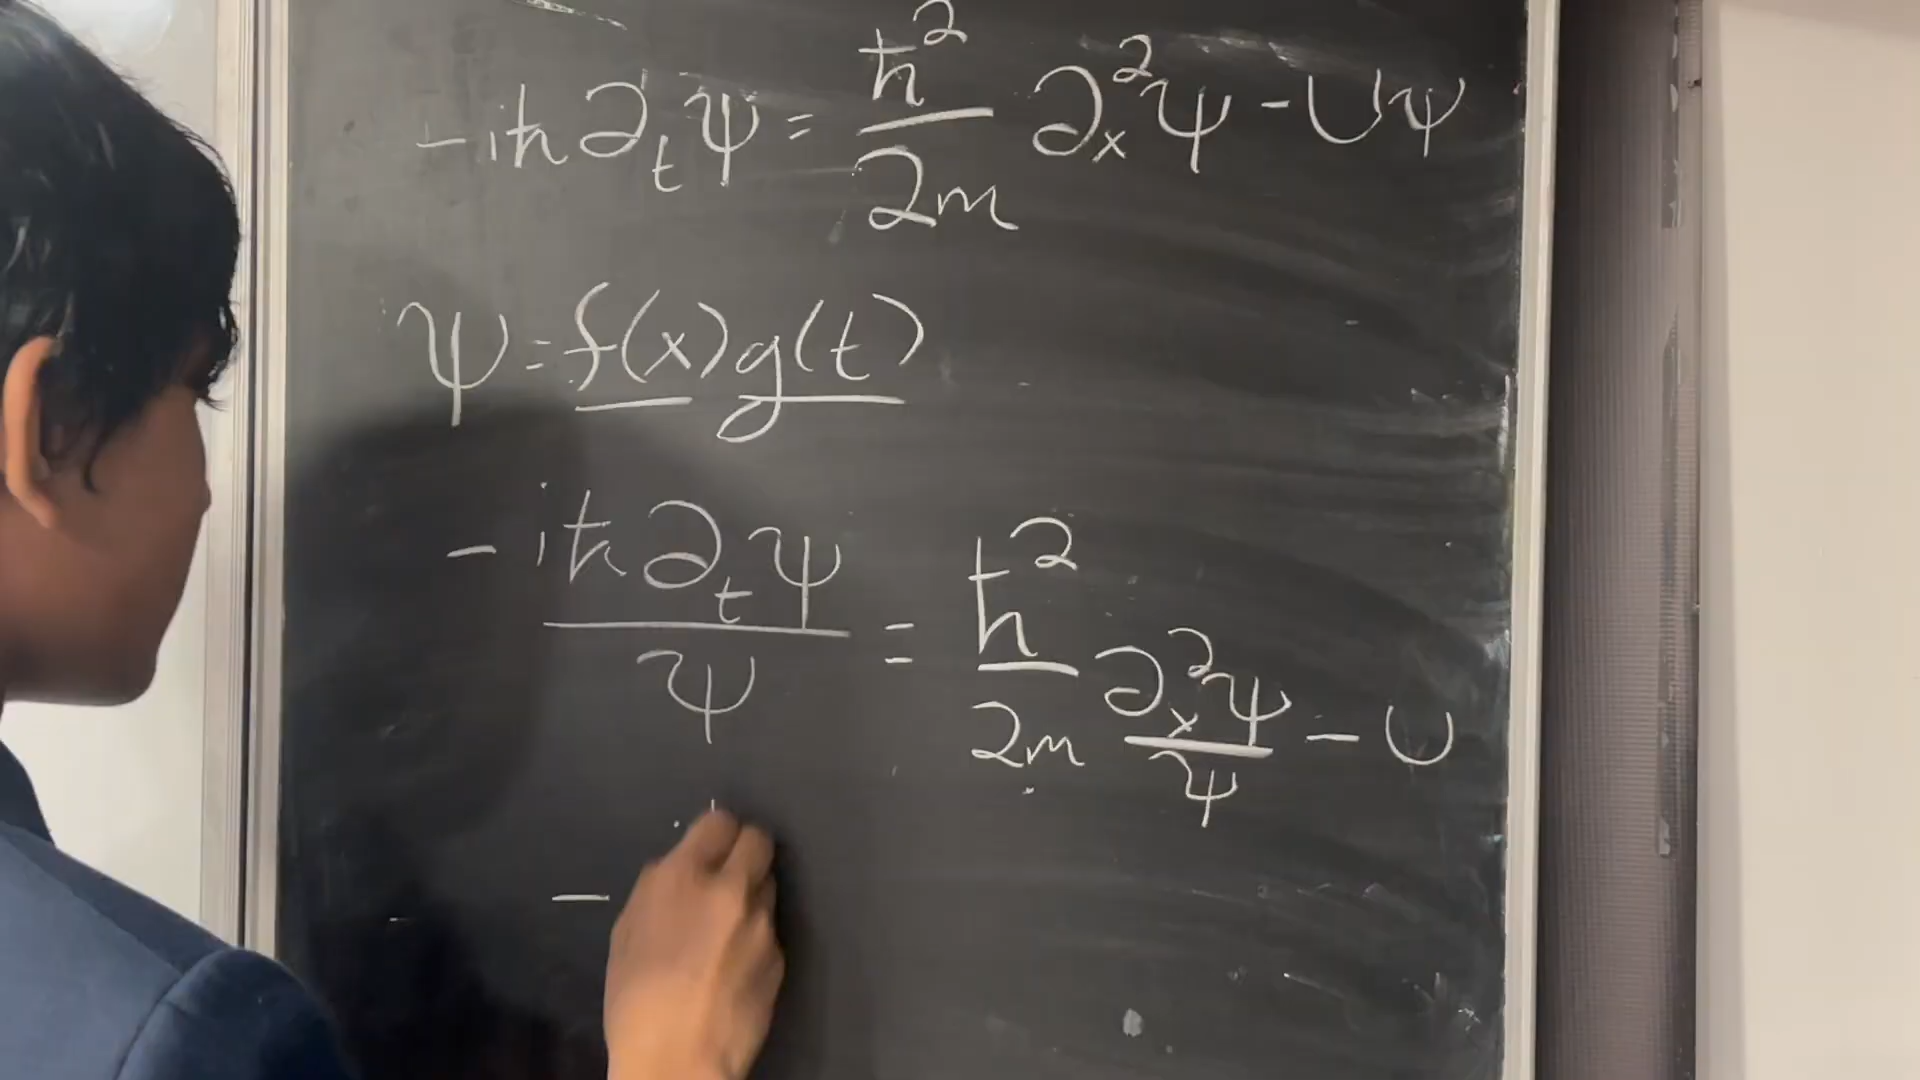 -iħ∂ₜψ = ħ²/2m ∂ₓ²ψ - Uψ
ψ = f(x)g(t)
-iħ∂ₜψ/ψ = ħ²/2m ∂ₓ²ψ/ψ - U
-